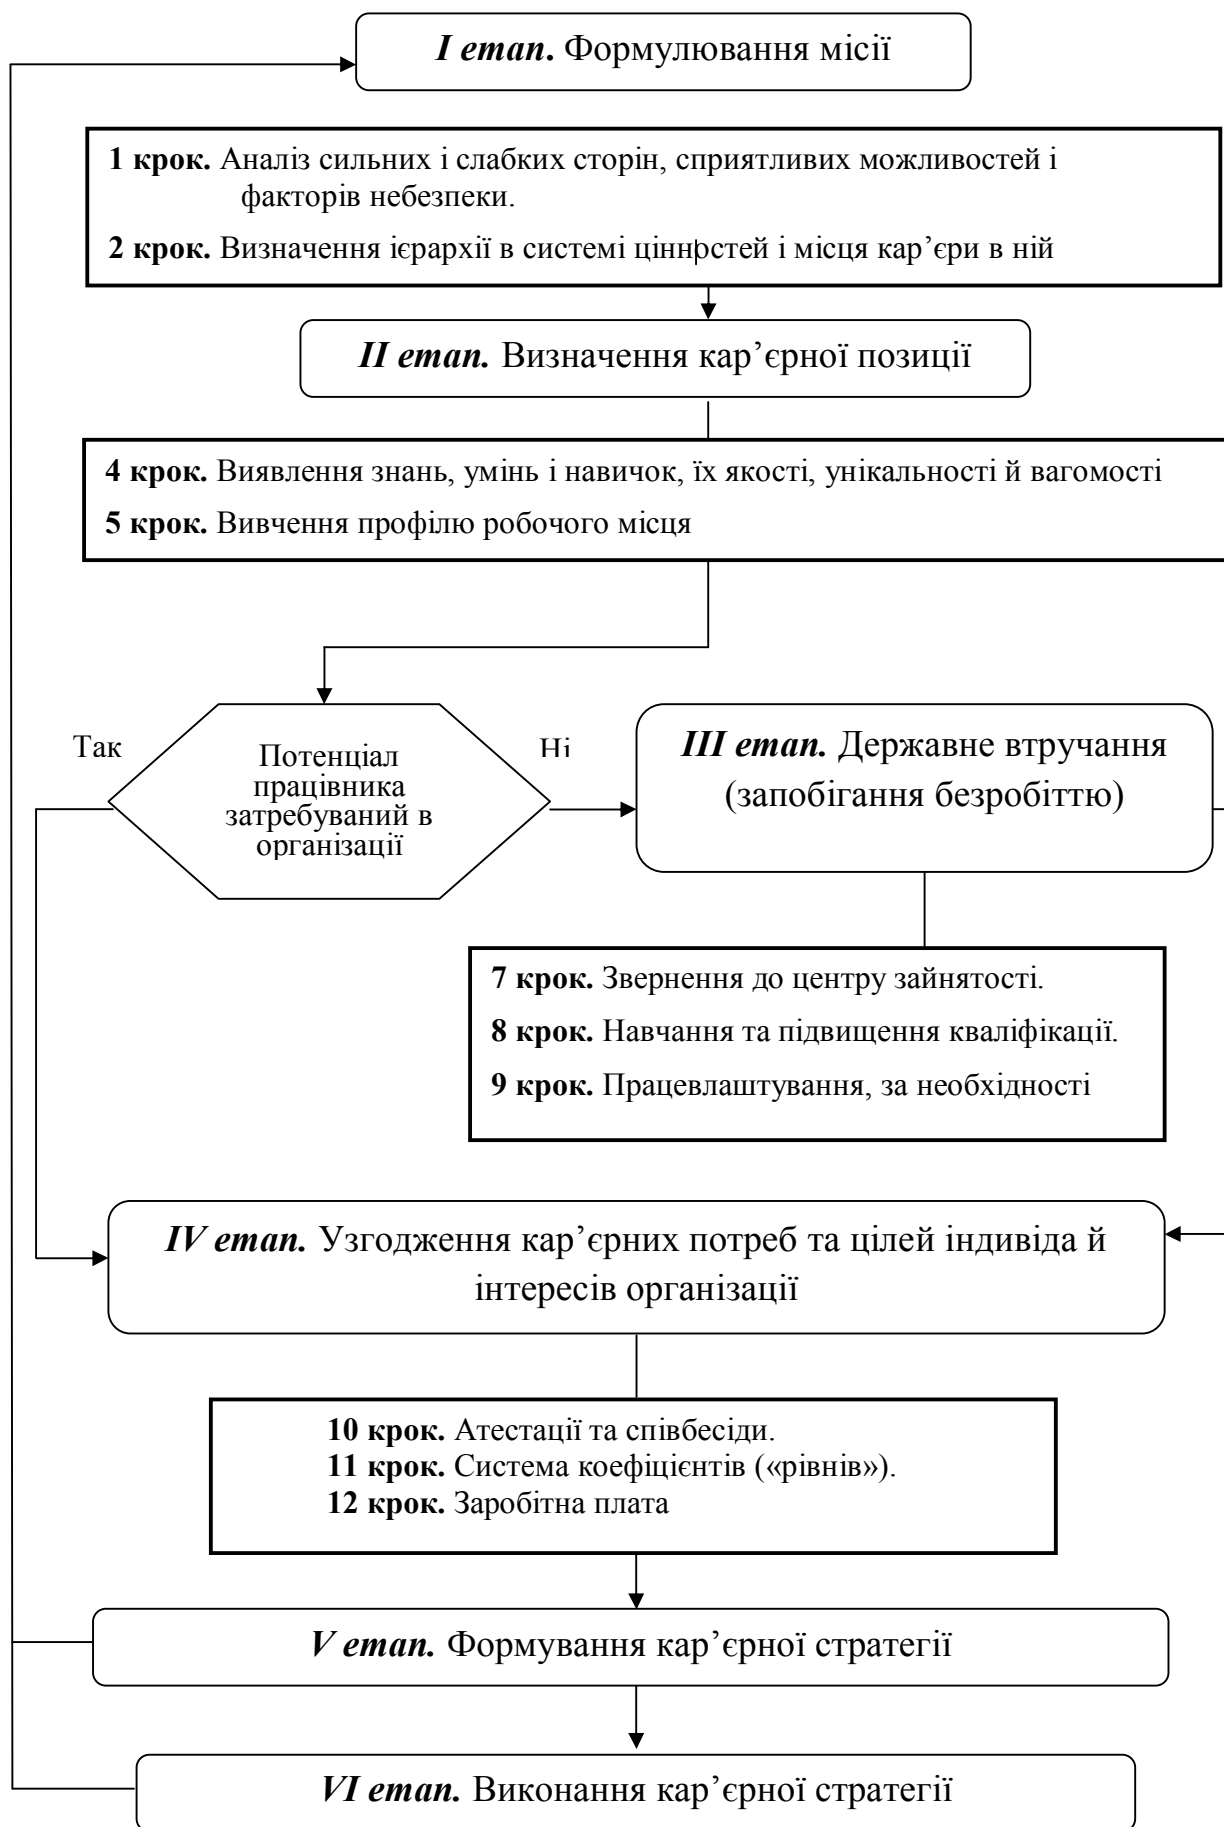 I етап. Формулювання місії
1 крок. Аналіз сильних і слабких сторін, сприятливих можливостей і
факторів небезпеки.
2 крок. Визначення ієрархії в системі цінностей і місця кар’єри в ній
II етап. Визначення кар’єрної позиції
4 крок. Виявлення знань, умінь і навичок, їх якості, унікальності й вагомості
5 крок. Вивчення профілю робочого місця
Так
Потенціал
працівника
затребуваний в
організації
Ні
III етап. Державне втручання
(запобігання безробіттю)
7 крок. Звернення до центру зайнятості.
8 крок. Навчання та підвищення кваліфікації.
9 крок. Працевлаштування, за необхідності
IV етап. Узгодження кар’єрних потреб та цілей індивіда й
інтересів організації
10 крок. Атестації та співбесіди.
11 крок. Система коефіцієнтів («рівнів»).
12 крок. Заробітна плата
V етап. Формування кар’єрної стратегії
VI етап. Виконання кар’єрної стратегії